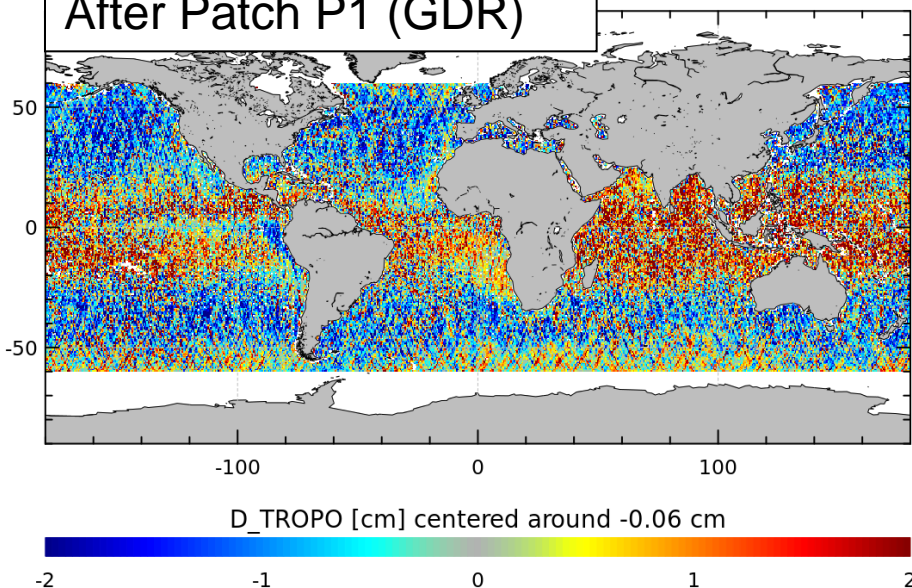 After Patch P1 (GDR)
50
0
-50
-100 0 100
D_TROPO [cm] centered around -0.06 cm
-2 -1 0 1 2